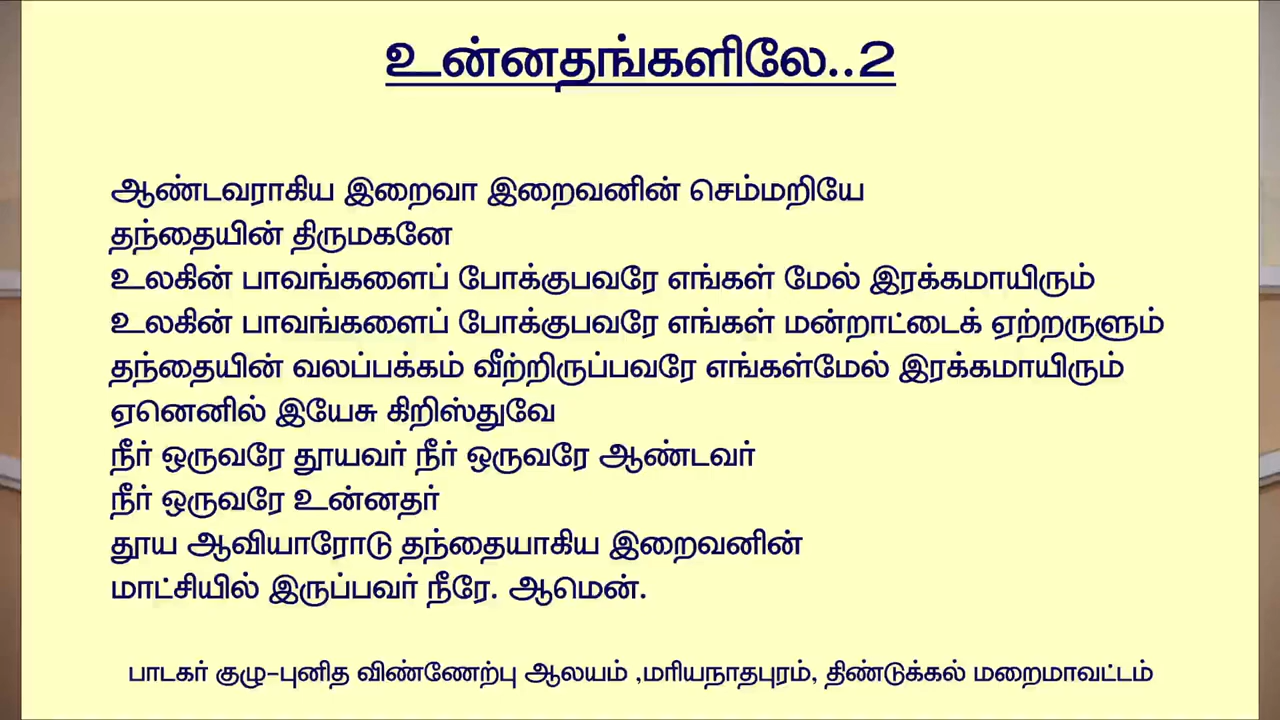 உன்னதங்களிலே..2
ஆண்டவராகிய இறைவா இறைவனின் செம்மறியே
தந்தையின் திருமகனே
உலகின் பாவங்களைப் போக்குபவரே எங்கள் மேல் இரக்கமாயிரும்
உலகின் பாவங்களைப் போக்குபவரே எங்கள் மன்றாட்டைக் ஏற்றருளும்
தந்தையின் வலப்பக்கம் வீற்றிருப்பவரே எங்கள்மேல் இரக்கமாயிரும்
ஏனெனில் இயேசு கிறிஸ்துவே
நீர் ஒருவரே தூயவர் நீர் ஒருவரே ஆண்டவர்
நீர் ஒருவரே உன்னதர்
தூய ஆவியாரோடு தந்தையாகிய இறைவனின்
மாட்சியில் இருப்பவர் நீரே. ஆமென்.
பாடகர் குழு-புனித விண்ணேற்பு ஆலயம் ,மரியநாதபுரம், திண்டுக்கல் மறைமாவட்டம்